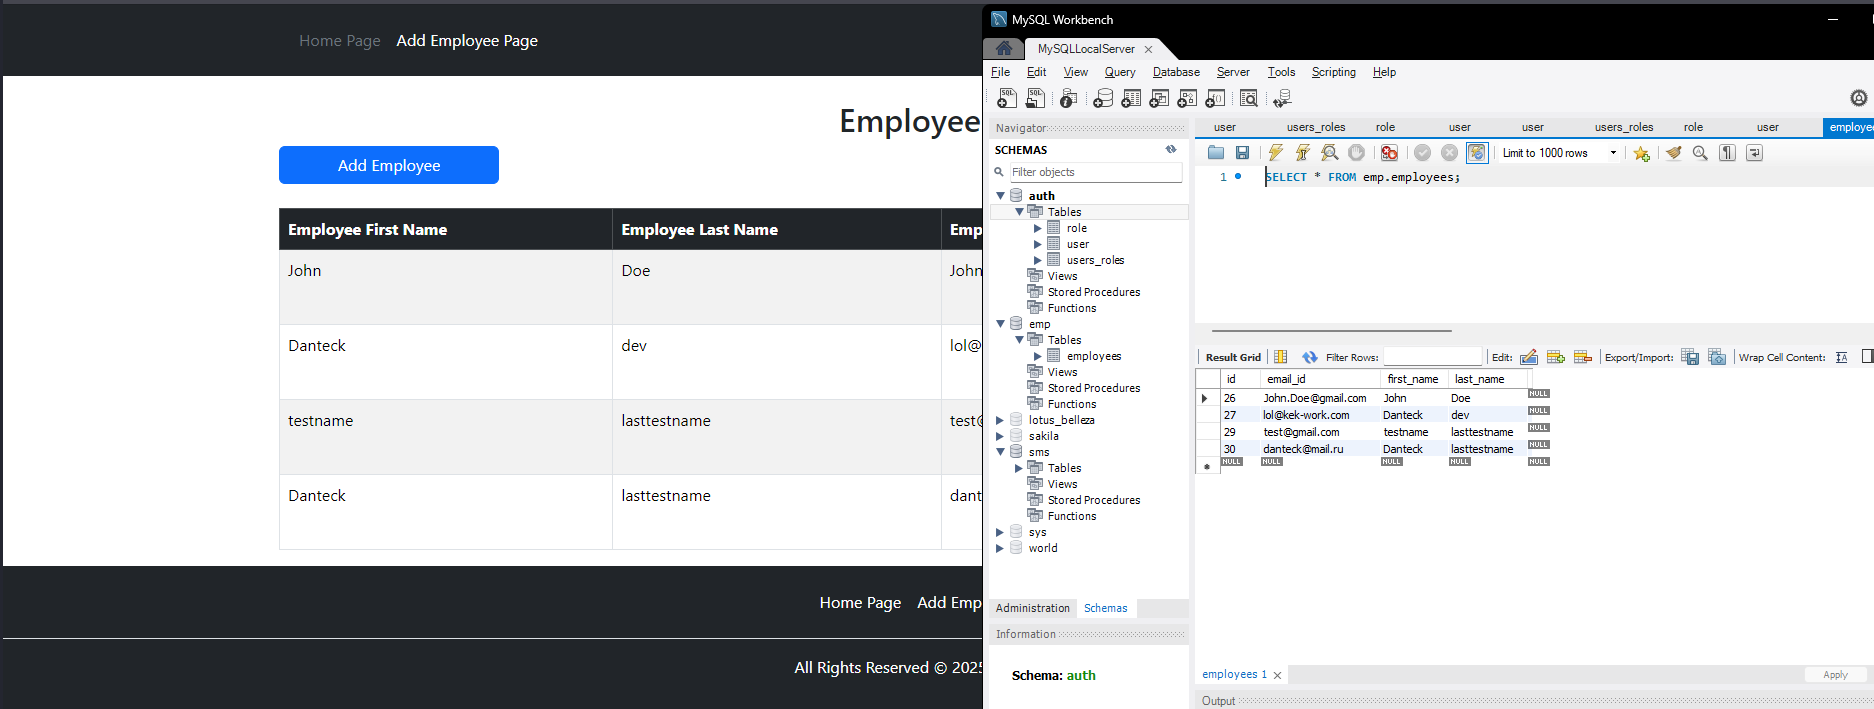 Home Page Add Employee Page
Employee
Add Employee
Employee First Name Employee Last Name Emp
John Doe John
Danteck dev lol@
testname lasttestname test@
Danteck lasttestname dant
Home Page Add Emp
All Rights Reserved © 2025
MySQL Workbench
MySQLLocalServer
File Edit View Query Database Server Tools Scripting Help
Navigator
SCHEMAS
Filter objects
auth
Tables
role
user
users_roles
Views
Stored Procedures
Functions
emp
Tables
employees
Views
Stored Procedures
Functions
lotus_belleza
sakila
sms
Tables
Views
Stored Procedures
Functions
sys
world
Administration Schemas
Information
Schema: auth
user users_roles role user user users_roles role user employee
Limit to 1000 rows
1 SELECT * FROM emp.employees;
Result Grid Filter Rows: Edit: Export/Import: Wrap Cell Content:
id email_id first_name last_name
26 John.Doe@gmail.com John Doe NULL
27 lol@kek-work.com Danteck dev NULL
29 test@gmail.com testname lasttestname NULL
30 danteck@mail.ru Danteck lasttestname NULL
NULL NULL NULL NULL NULL
employees 1
Apply
Output